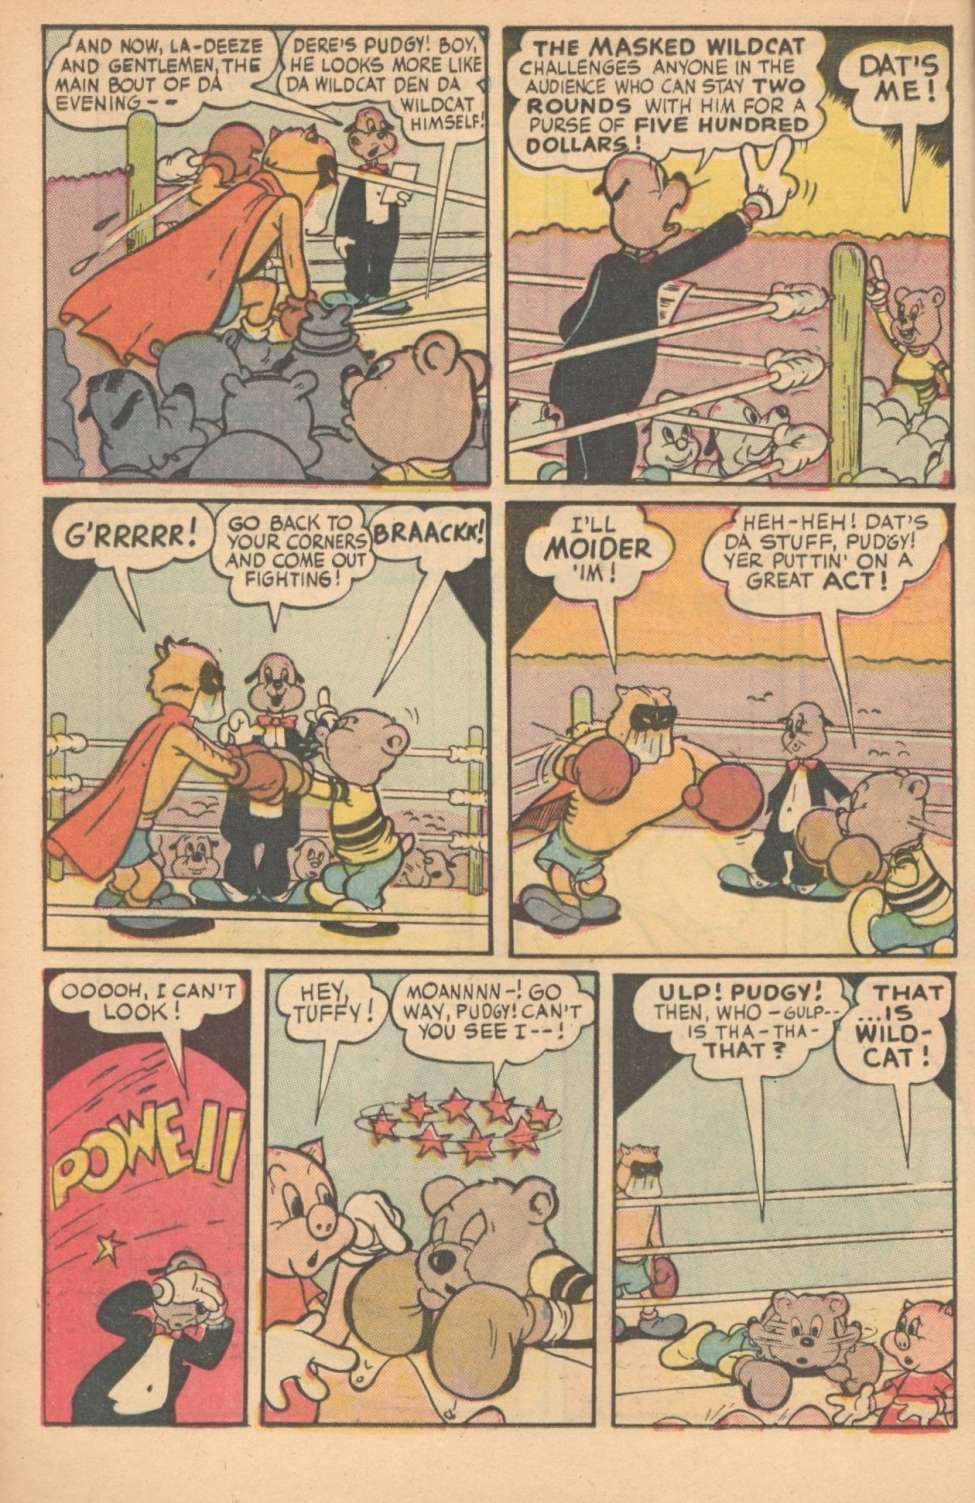 AND NOW, LA-DEEZE
AND GENTLEMEN, THE
MAIN BOUT OF DA
EVENING--
DERE'S PUDGY! BOY,
HE LOOKS MORE LIKE
DA WILDCAT DEN DA
WILDCAT
HIMSELF!
THE MASKED WILDCAT
CHALLENGES ANYONE IN THE
AUDIENCE WHO CAN STAY TWO
ROUNDS WITH HIM FOR A
PURSE OF FIVE HUNDRED
DOLLARS!
DAT'S
ME!
G'RRRRR!
GO BACK TO
YOUR CORNERS
AND COME OUT
FIGHTING!
BRAACKK!
I'LL
MOIDER
'IM!
HEH-HEH! DAT'S
DA STUFF, PUDGY!
YER PUTTIN' ON A
GREAT ACT!
OOOOH, I CAN'T
LOOK!
POWE!!
HEY,
TUFFY!
MOANNNN-! GO
WAY, PUDGY! CAN'T
YOU SEE I--!
ULP! PUDGY!
THEN, WHO -GULP--
IS THA-THA-
THAT?
THAT
...IS
WILD-
CAT!